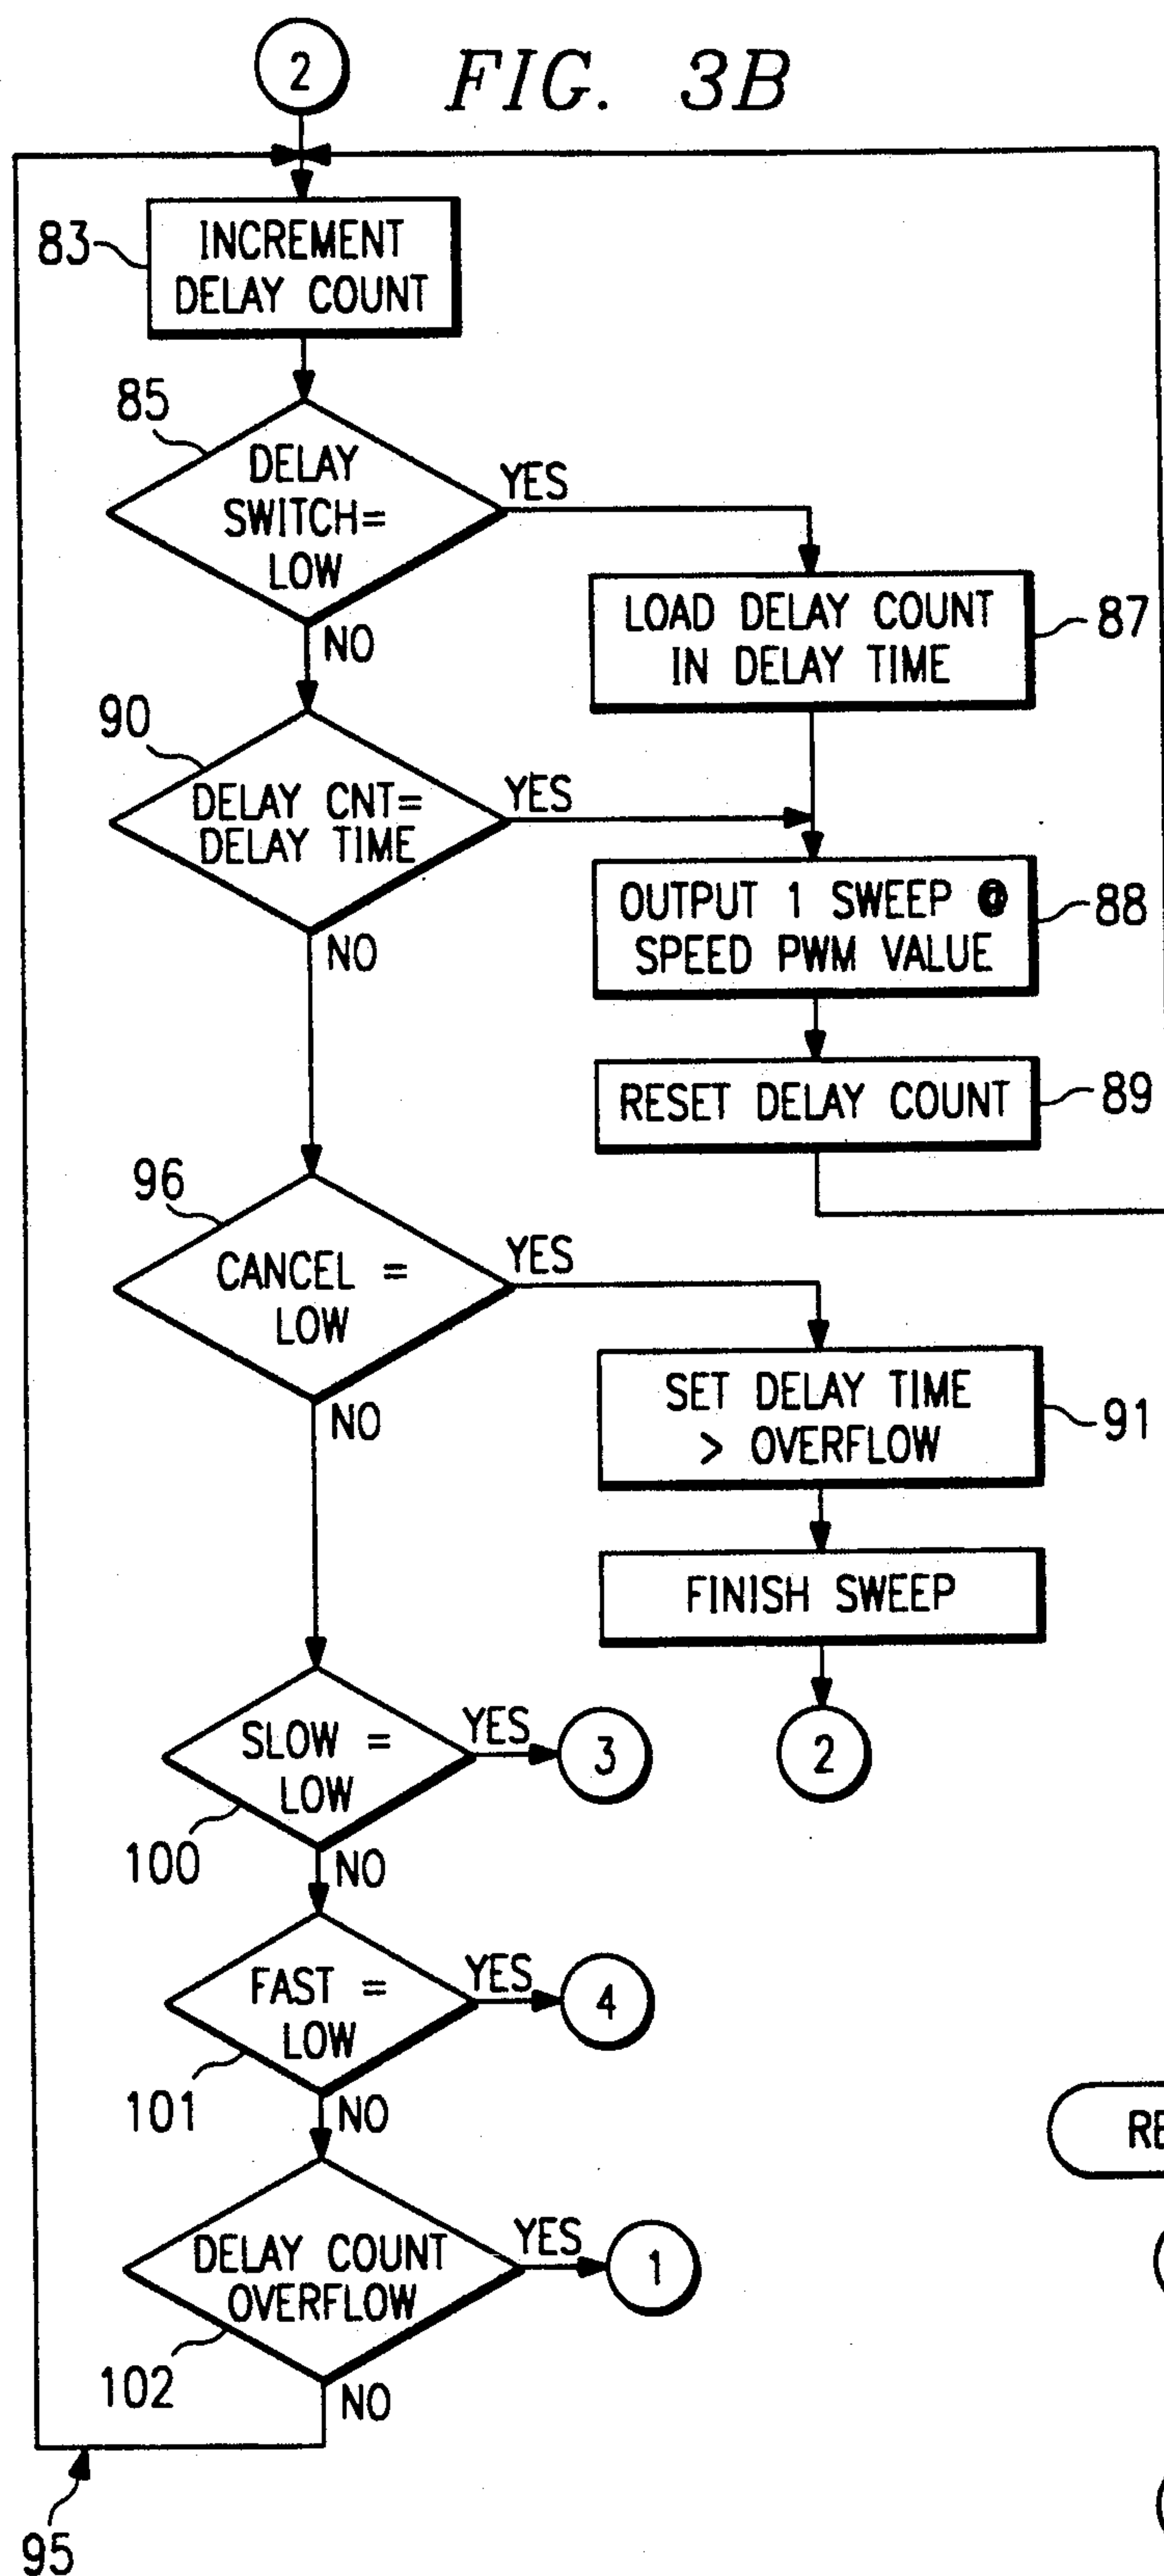 2
FIG. 3B
83
INCREMENT
DELAY COUNT
85
DELAY
SWITCH=
LOW
YES
NO
LOAD DELAY COUNT
IN DELAY TIME
87
90
DELAY CNT=
DELAY TIME
YES
NO
OUTPUT 1 SWEEP @
SPEED PWM VALUE
88
RESET DELAY COUNT
89
96
CANCEL =
LOW
YES
NO
SET DELAY TIME
> OVERFLOW
91
FINISH SWEEP
2
SLOW =
LOW
YES
3
100
NO
FAST =
LOW
YES
4
101
NO
DELAY COUNT
OVERFLOW
YES
1
102
NO
95